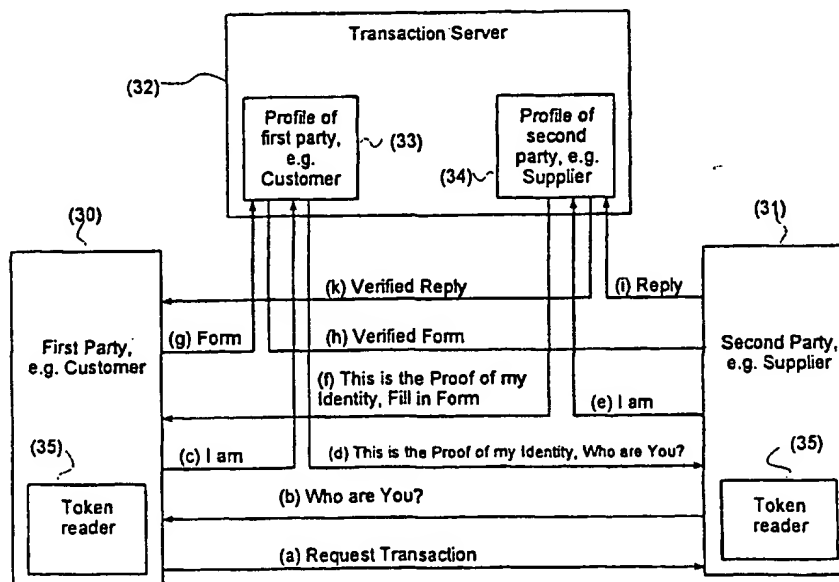 Transaction Server
(32)
Profile of
first party,
e.g.
Customer
(33)
Profile of
second
party, e.g.
Supplier
(34)
(30)
(31)
(k) Verified Reply
(i) Reply
First Party,
e.g. Customer
(g) Form
(h) Verified Form
Second Party,
e.g. Supplier
(f) This is the Proof of my
Identity, Fill in Form
(e) I am
(35)
(c) I am
(d) This is the Proof of my Identity, Who are You?
(35)
Token
reader
(b) Who are You?
Token
reader
(a) Request Transaction